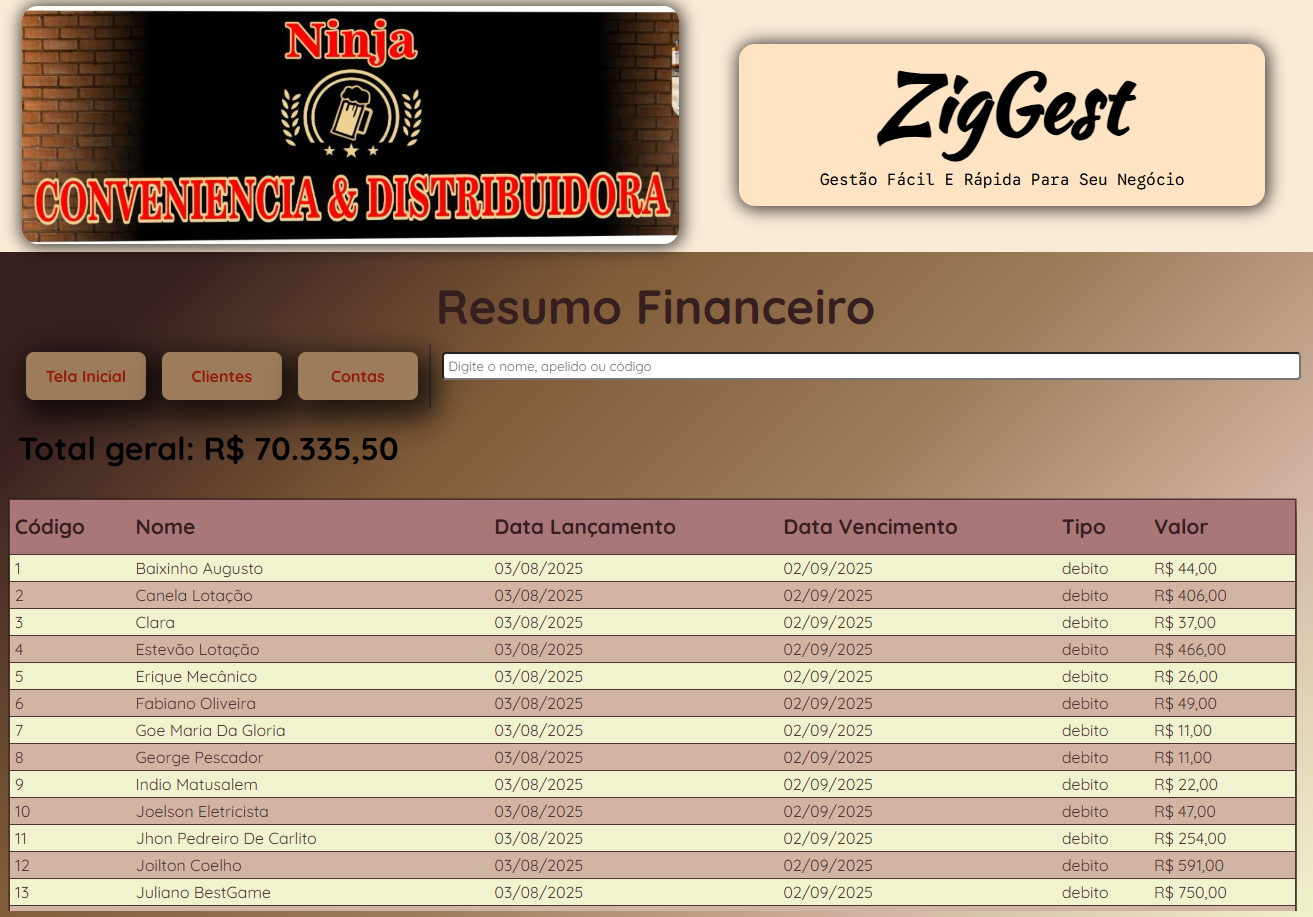 Ninja
CONVENIENCIA & DISTRIBUIDORA
ZigGest
Gestão Fácil E Rápida Para Seu Negócio
Resumo Financeiro
Tela Inicial Clientes Contas Digite o nome, apelido ou código
Total geral: R$ 70.335,50
Código Nome Data Lançamento Data Vencimento Tipo Valor
1 Baixinho Augusto 03/08/2025 02/09/2025 debito R$ 44,00
2 Canela Lotação 03/08/2025 02/09/2025 debito R$ 406,00
3 Clara 03/08/2025 02/09/2025 debito R$ 37,00
4 Estevão Lotação 03/08/2025 02/09/2025 debito R$ 466,00
5 Erique Mecânico 03/08/2025 02/09/2025 debito R$ 26,00
6 Fabiano Oliveira 03/08/2025 02/09/2025 debito R$ 49,00
7 Goe Maria Da Gloria 03/08/2025 02/09/2025 debito R$ 11,00
8 George Pescador 03/08/2025 02/09/2025 debito R$ 11,00
9 Indio Matusalem 03/08/2025 02/09/2025 debito R$ 22,00
10 Joelson Eletricista 03/08/2025 02/09/2025 debito R$ 47,00
11 Jhon Pedreiro De Carlito 03/08/2025 02/09/2025 debito R$ 254,00
12 Joilton Coelho 03/08/2025 02/09/2025 debito R$ 591,00
13 Juliano BestGame 03/08/2025 02/09/2025 debito R$ 750,00